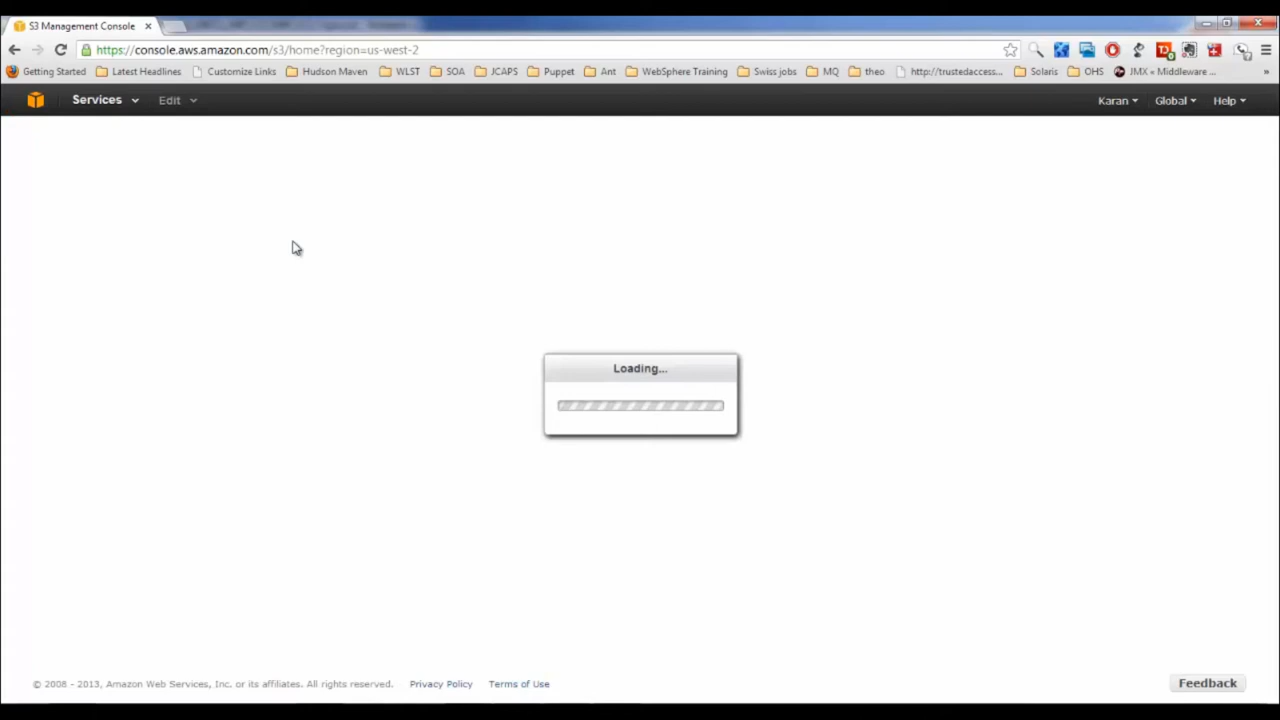 S3 Management Console
https://console.aws.amazon.com/s3/home?region=us-west-2
Getting Started Latest Headlines Customize Links Hudson Maven WLST SOA JCAPS Puppet Ant WebSphere Training Swiss jobs MQ theo http://trustedaccess... Solaris OHS JMX « Middleware ...
Services Edit Karan Global Help
Loading...
© 2008 - 2013, Amazon Web Services, Inc. or its affiliates. All rights reserved. Privacy Policy Terms of Use Feedback